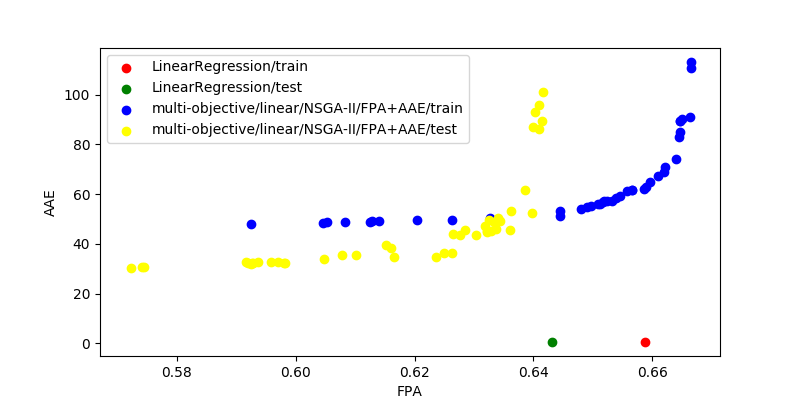 LinearRegression/train
LinearRegression/test
multi-objective/linear/NSGA-II/FPA+AAE/train
multi-objective/linear/NSGA-II/FPA+AAE/test
100
80
60
40
20
0
AAE
0.58 0.60 0.62 0.64 0.66
FPA